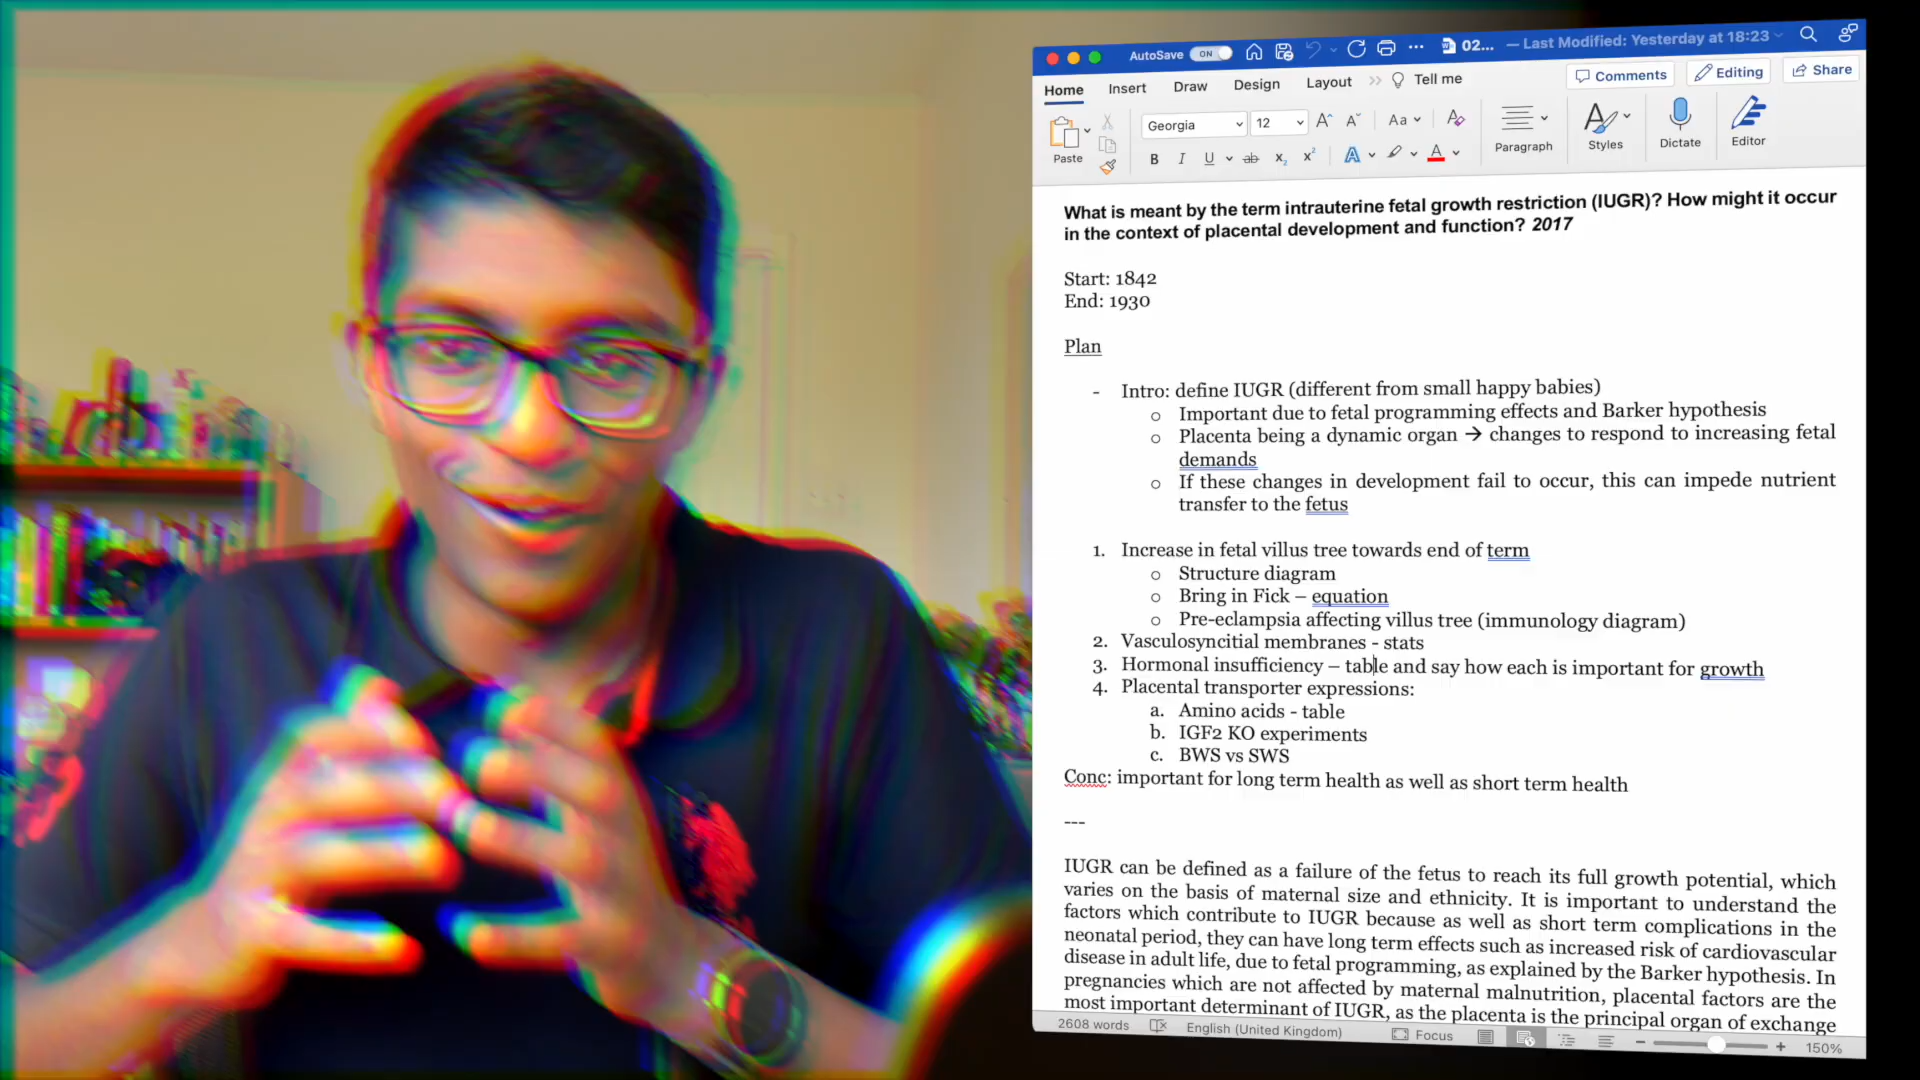 AutoSave ON 02... — Last Modified: Yesterday at 18:23
Home Insert Draw Design Layout Tell me Comments Editing Share
Paste Georgia 12 Aa Paragraph Styles Dictate Editor
B I U ab x₂ x² A A
What is meant by the term intrauterine fetal growth restriction (IUGR)? How might it occur
in the context of placental development and function? 2017
Start: 1842
End: 1930
Plan
- Intro: define IUGR (different from small happy babies)
o Important due to fetal programming effects and Barker hypothesis
o Placenta being a dynamic organ → changes to respond to increasing fetal
demands
o If these changes in development fail to occur, this can impede nutrient
transfer to the fetus
1. Increase in fetal villus tree towards end of term
o Structure diagram
o Bring in Fick – equation
o Pre-eclampsia affecting villus tree (immunology diagram)
2. Vasculosyncitial membranes - stats
3. Hormonal insufficiency – table and say how each is important for growth
4. Placental transporter expressions:
a. Amino acids - table
b. IGF2 KO experiments
c. BWS vs SWS
Conc: important for long term health as well as short term health
---
IUGR can be defined as a failure of the fetus to reach its full growth potential, which
varies on the basis of maternal size and ethnicity. It is important to understand the
factors which contribute to IUGR because as well as short term complications in the
neonatal period, they can have long term effects such as increased risk of cardiovascular
disease in adult life, due to fetal programming, as explained by the Barker hypothesis. In
pregnancies which are not affected by maternal malnutrition, placental factors are the
most important determinant of IUGR, as the placenta is the principal organ of exchange
2608 words English (United Kingdom) Focus 150%